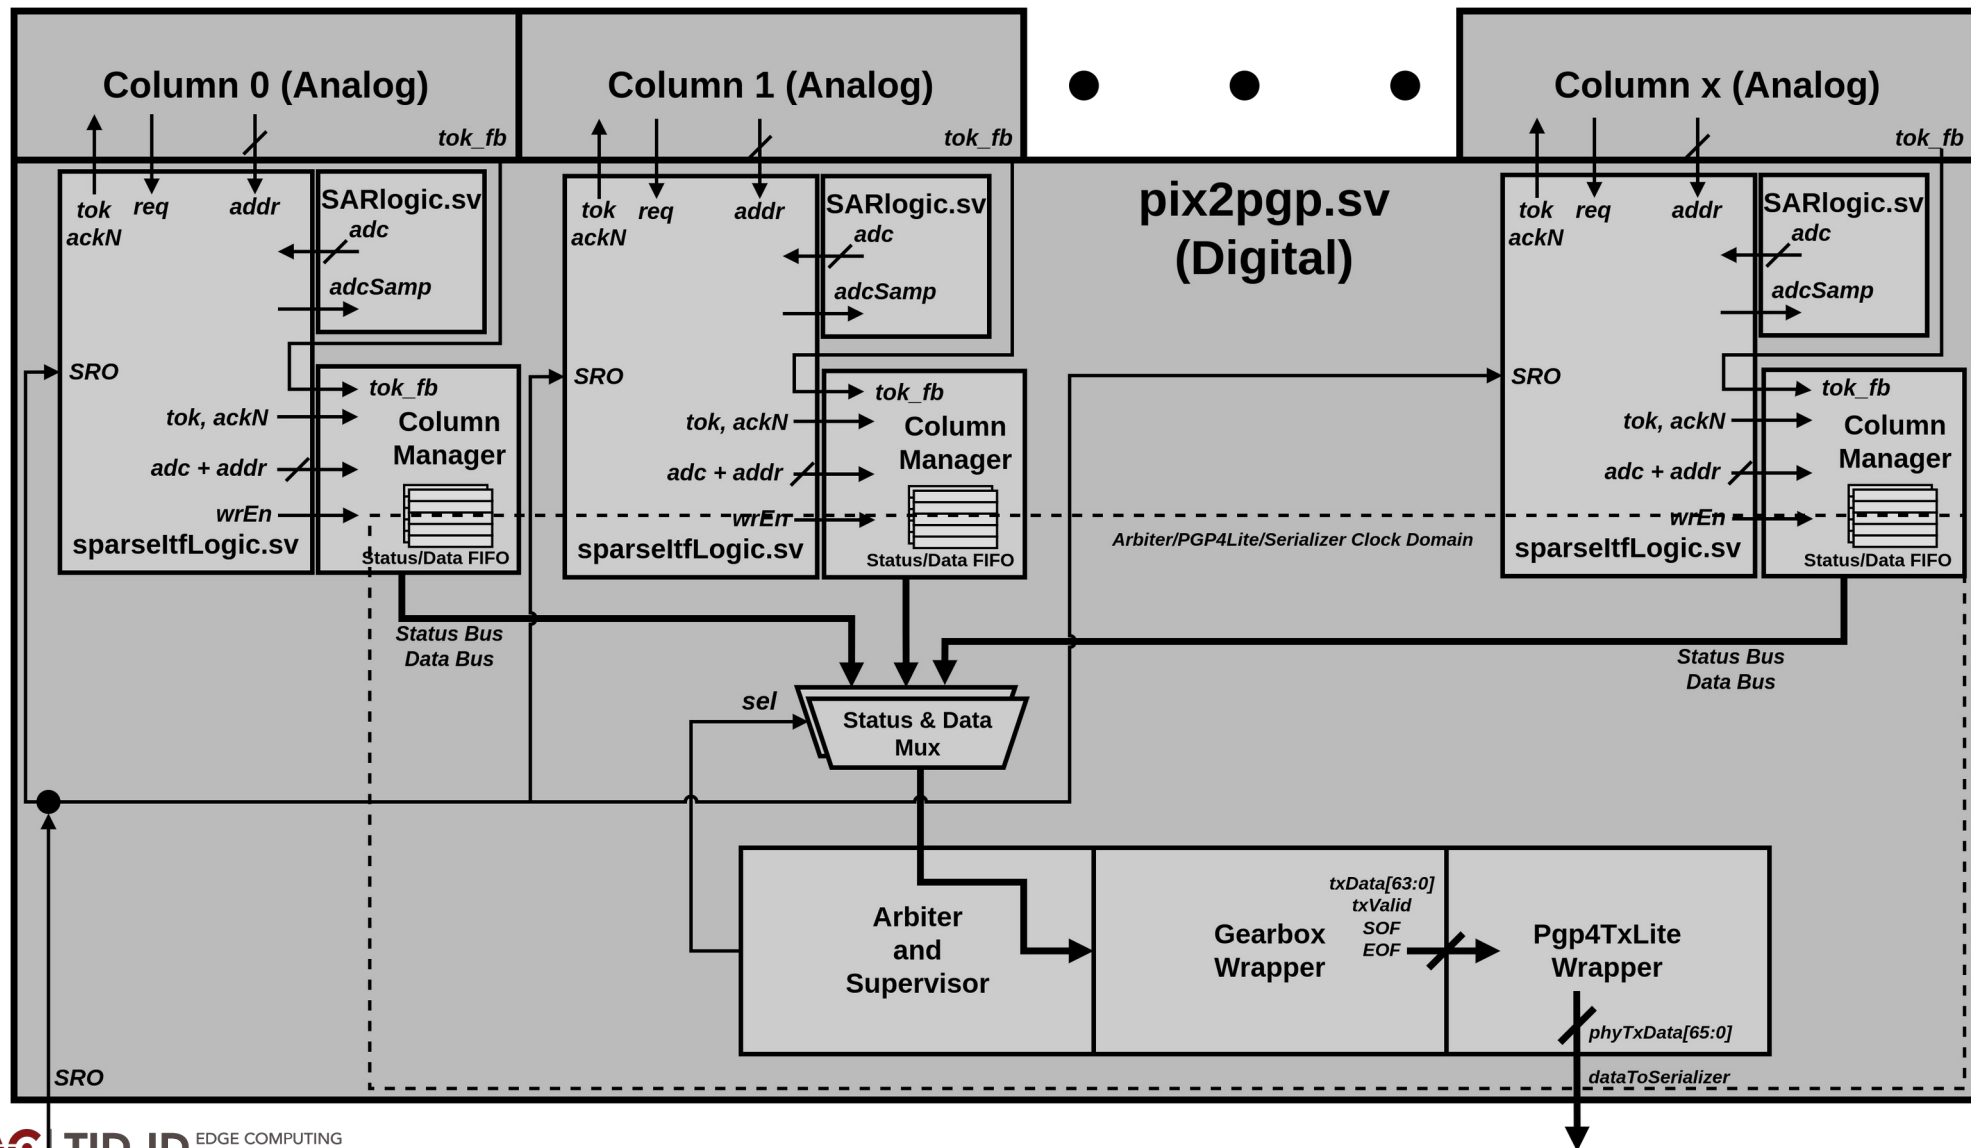 Column 0 (Analog)
tok_fb
Column 1 (Analog)
tok_fb
Column x (Analog)
tok_fb
tok
ackN
req
addr
SARlogic.sv
adc
adcSamp
SRO
tok_fb
tok, ackN
Column
Manager
adc + addr
wrEn
sparseItfLogic.sv
Status/Data FIFO
tok
ackN
req
addr
SARlogic.sv
adc
adcSamp
SRO
tok_fb
tok, ackN
Column
Manager
adc + addr
wrEn
sparseItfLogic.sv
Status/Data FIFO
pix2pgp.sv
(Digital)
Arbiter/PGP4Lite/Serializer Clock Domain
tok
ackN
req
addr
SARlogic.sv
adc
adcSamp
SRO
tok_fb
tok, ackN
Column
Manager
adc + addr
wrEn
sparseItfLogic.sv
Status/Data FIFO
Status Bus
Data Bus
Status Bus
Data Bus
sel
Status & Data
Mux
Arbiter
and
Supervisor
Gearbox
Wrapper
txData[63:0]
txValid
SOF
EOF
Pgp4TxLite
Wrapper
phyTxData[65:0]
dataToSerializer
SRO
EDGE COMPUTING